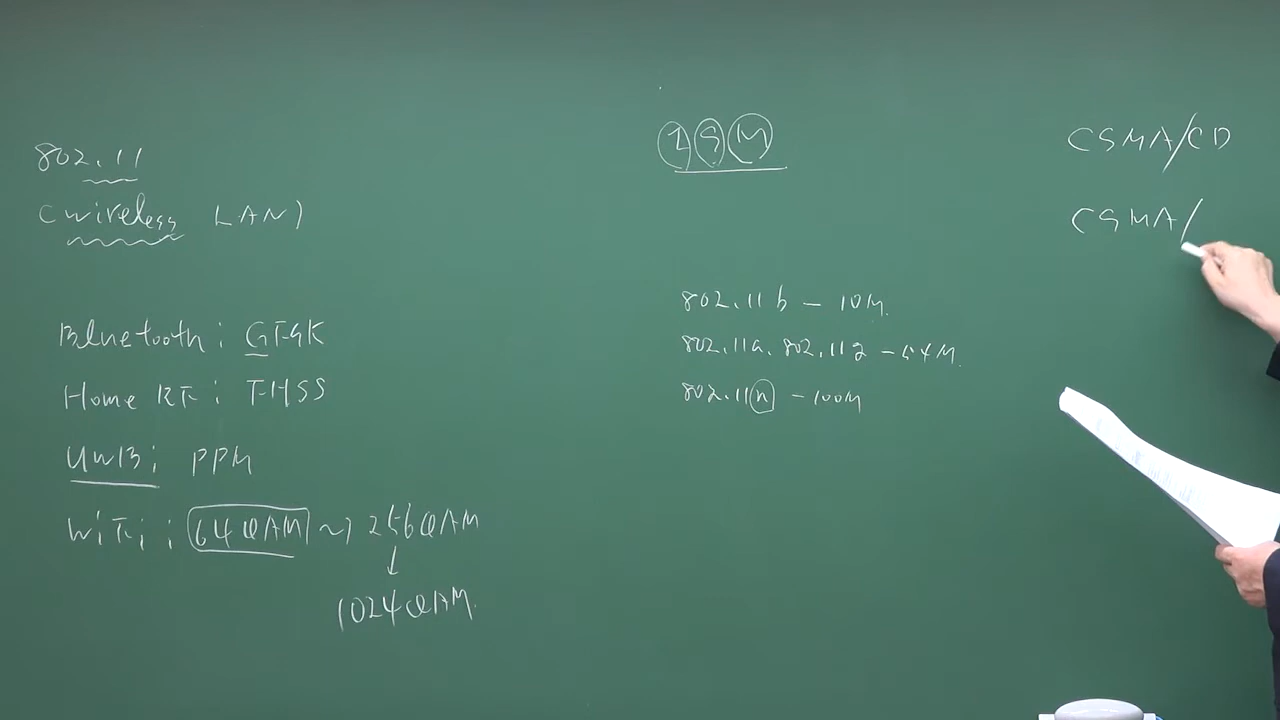 802.11
(wireless LAN)
Bluetooth : GFSK
Home RF : FHSS
UWB : PPM
WiFi : 64QAM ~ 256QAM
↓
1024QAM.
ISM
802.11b - 10M.
802.11a. 802.11g - 54M.
802.11n - 100M
CSMA/CD
CSMA/